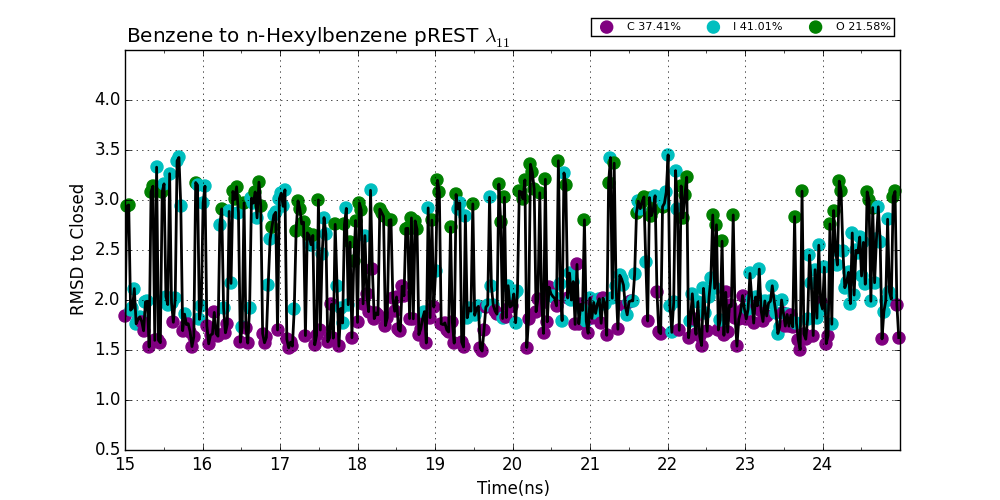 Benzene to n-Hexylbenzene pREST λ₁₁
C 37.41% I 41.01% O 21.58%
4.0
3.5
3.0
2.5
2.0
1.5
1.0
0.5
RMSD to Closed
15 16 17 18 19 20 21 22 23 24
Time(ns)